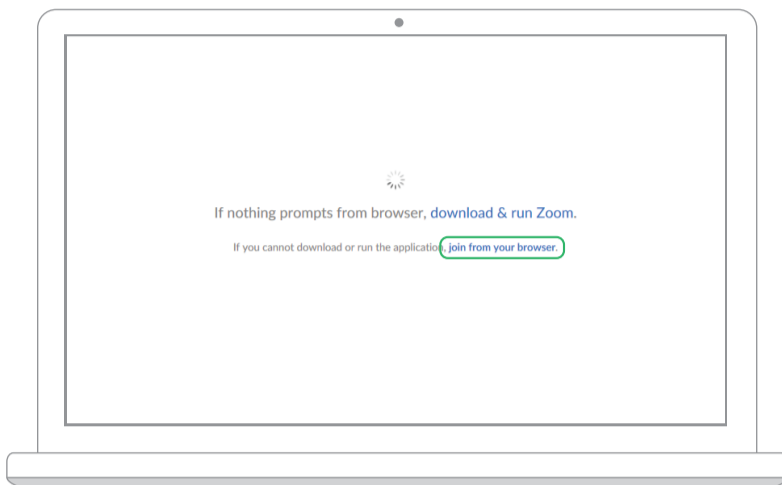 If nothing prompts from browser, download & run Zoom.
If you cannot download or run the application, join from your browser.